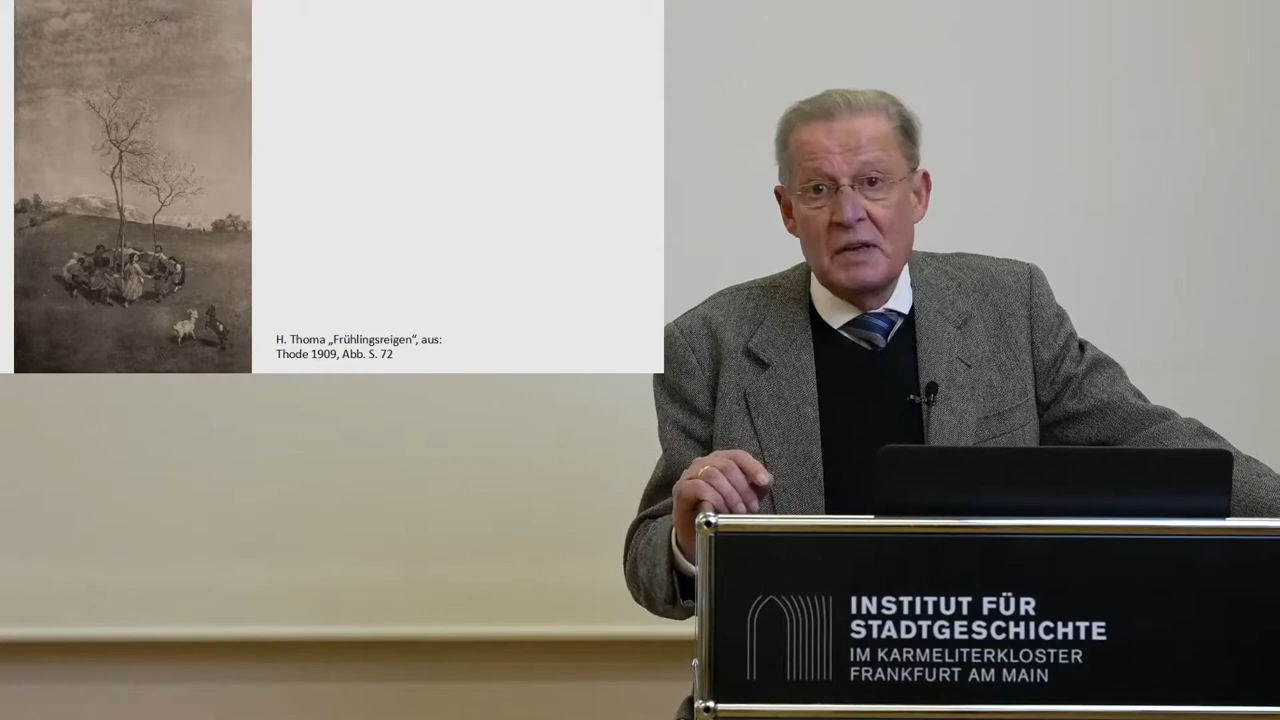 H. Thoma „Frühlingsreigen“, aus:
Thode 1909, Abb. S. 72
INSTITUT FÜR
STADTGESCHICHTE
IM KARMELITERKLOSTER
FRANKFURT AM MAIN